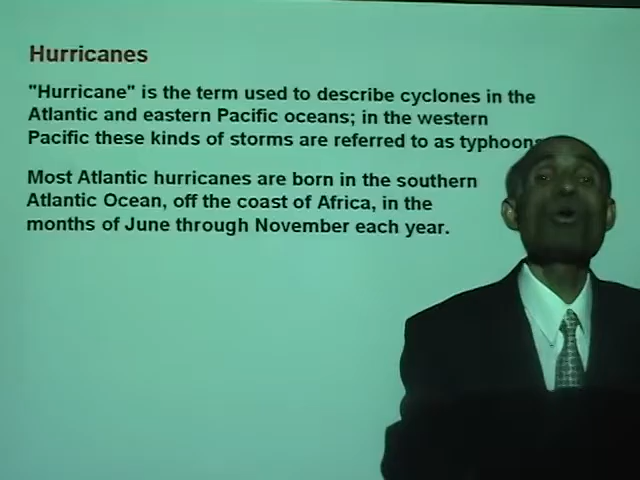 Hurricanes
"Hurricane" is the term used to describe cyclones in the
Atlantic and eastern Pacific oceans; in the western
Pacific these kinds of storms are referred to as typhoons
Most Atlantic hurricanes are born in the southern
Atlantic Ocean, off the coast of Africa, in the
months of June through November each year.